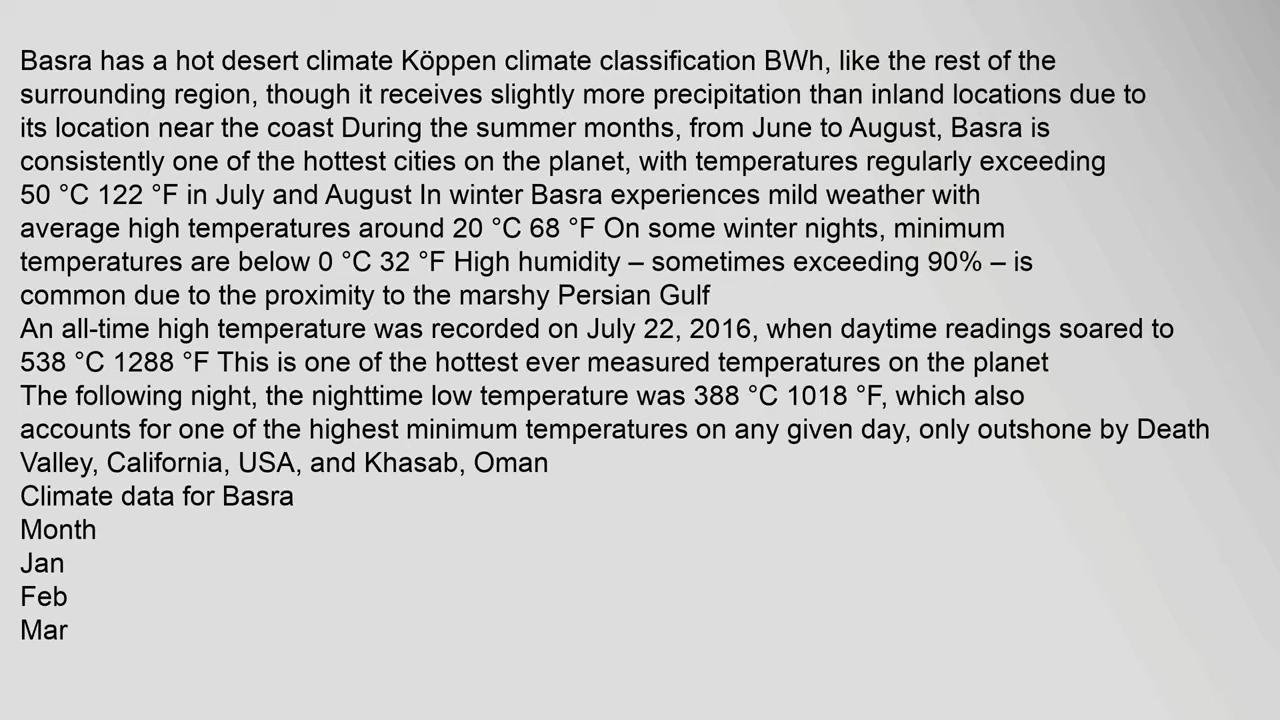 Basra has a hot desert climate Köppen climate classification BWh, like the rest of the
surrounding region, though it receives slightly more precipitation than inland locations due to
its location near the coast During the summer months, from June to August, Basra is
consistently one of the hottest cities on the planet, with temperatures regularly exceeding
50 °C 122 °F in July and August In winter Basra experiences mild weather with
average high temperatures around 20 °C 68 °F On some winter nights, minimum
temperatures are below 0 °C 32 °F High humidity – sometimes exceeding 90% – is
common due to the proximity to the marshy Persian Gulf
An all-time high temperature was recorded on July 22, 2016, when daytime readings soared to
538 °C 1288 °F This is one of the hottest ever measured temperatures on the planet
The following night, the nighttime low temperature was 388 °C 1018 °F, which also
accounts for one of the highest minimum temperatures on any given day, only outshone by Death
Valley, California, USA, and Khasab, Oman
Climate data for Basra
Month
Jan
Feb
Mar